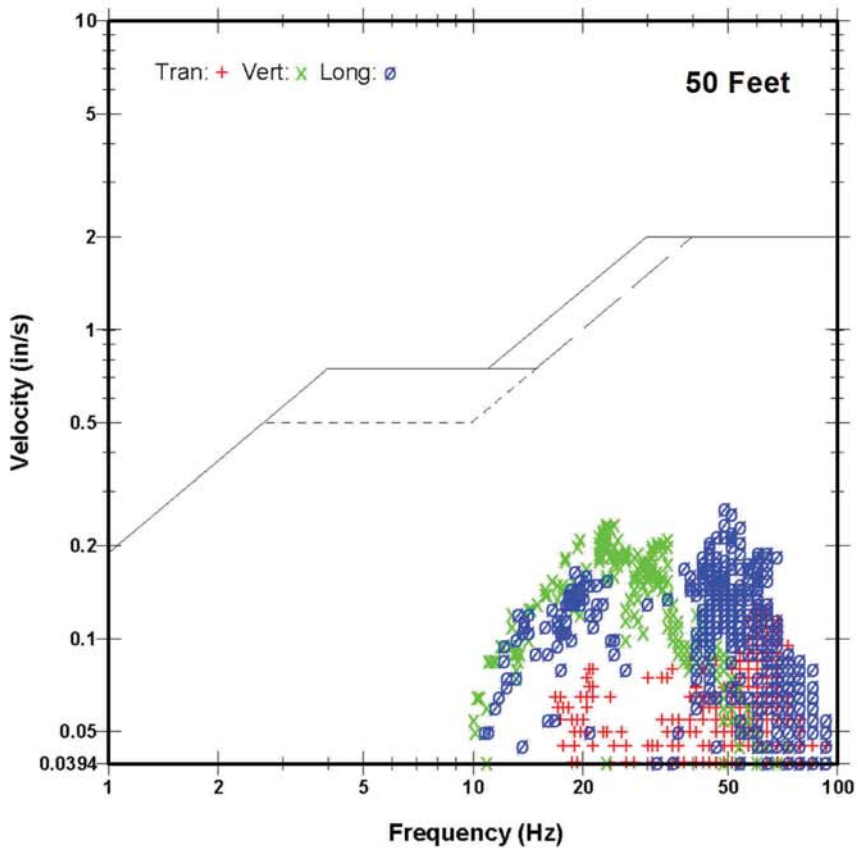 Tran: + Vert: x Long: ø
50 Feet
Velocity (in/s)
10
5
2
1
0.5
0.2
0.1
0.05
0.0394
1 2 5 10 20 50 100
Frequency (Hz)